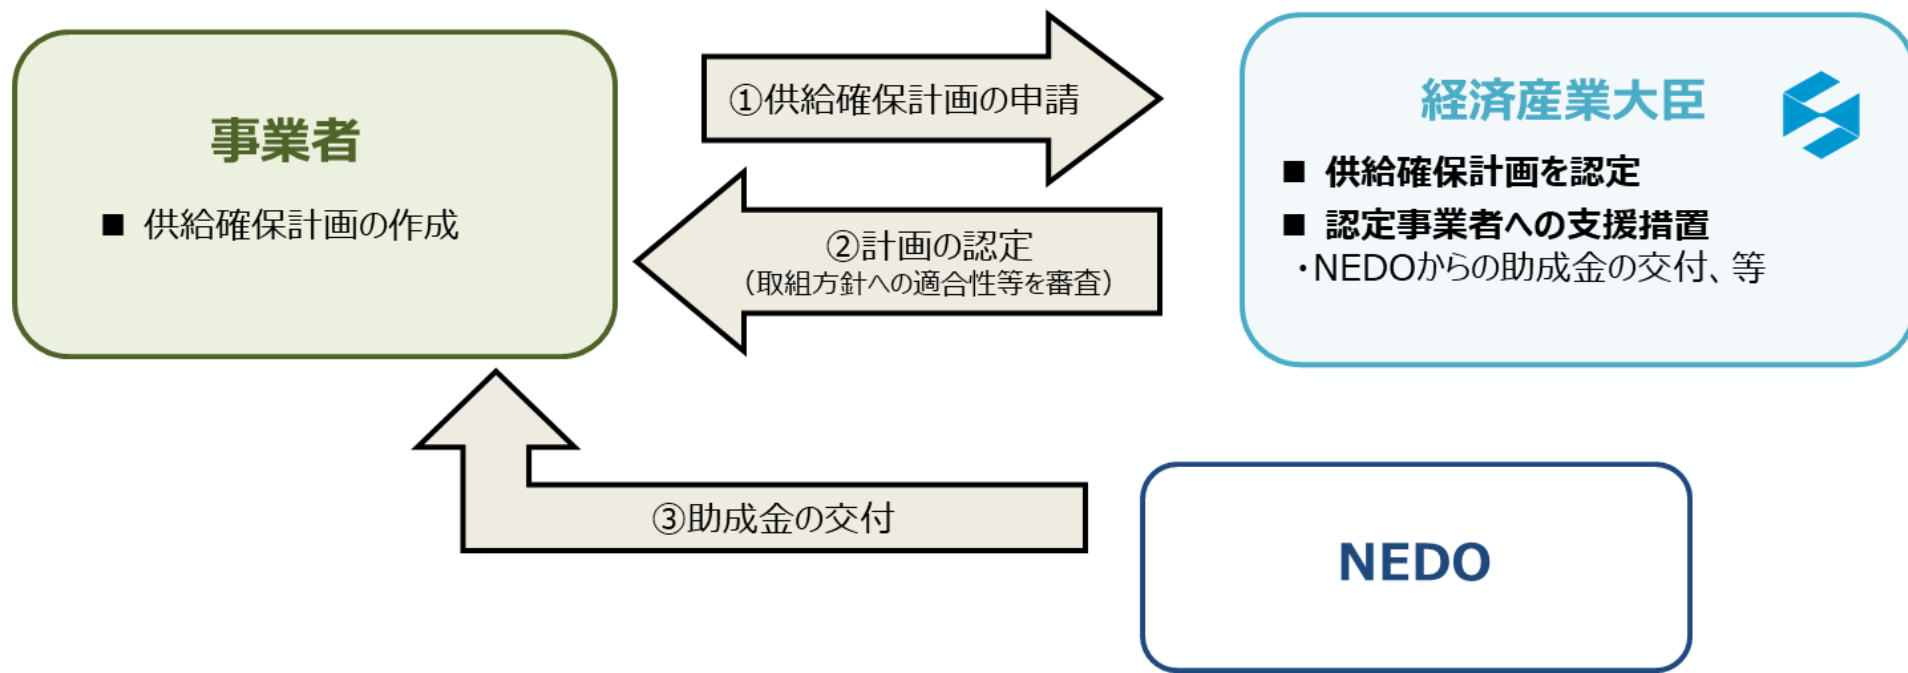 事業者
■ 供給確保計画の作成
①供給確保計画の申請
②計画の認定
（取組方針への適合性等を審査）
経済産業大臣
■ 供給確保計画を認定
■ 認定事業者への支援措置
・NEDOからの助成金の交付、等
③助成金の交付
NEDO